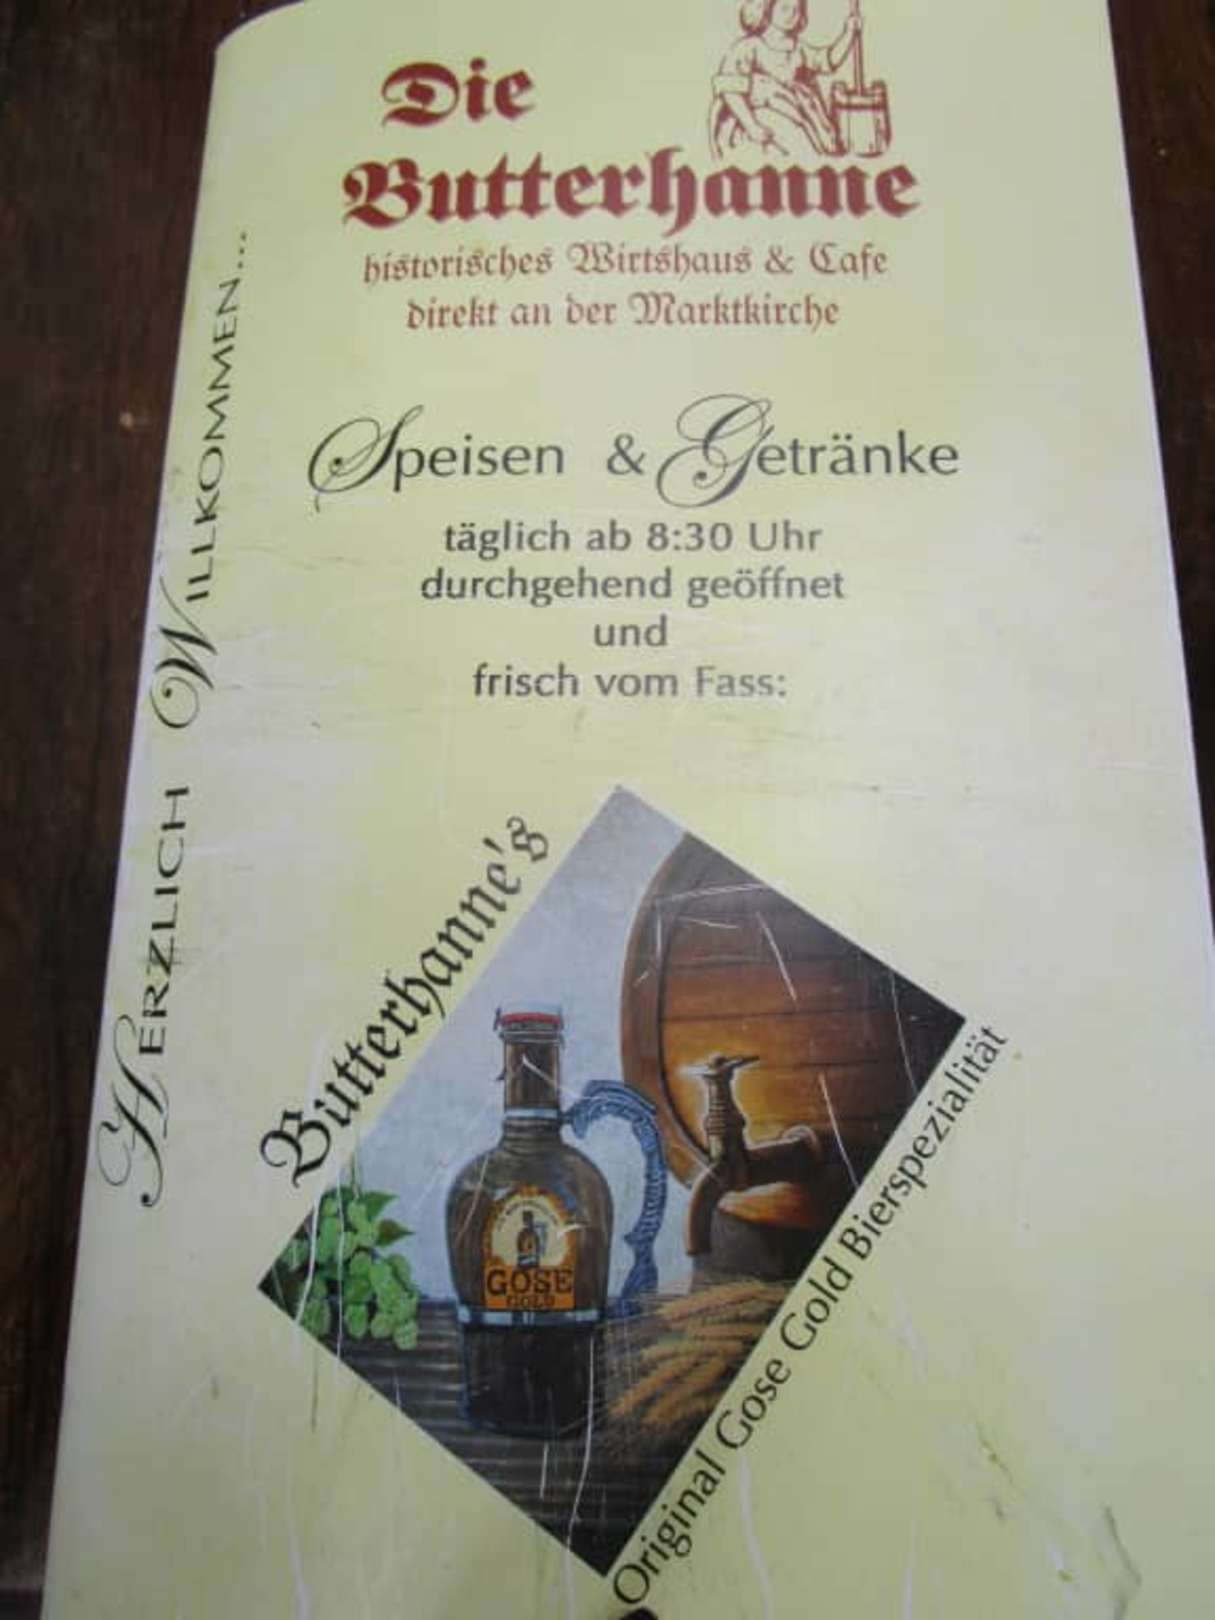 Die
Butterhanne
historisches Wirtshaus & Cafe
direkt an der Marktkirche
HERZLICH WILLKOMMEN....
Speisen & Getränke
täglich ab 8:30 Uhr
durchgehend geöffnet
und
frisch vom Fass:
Butterhanne's
GOSE
GOLD
Original Gose Gold Bierspezialität